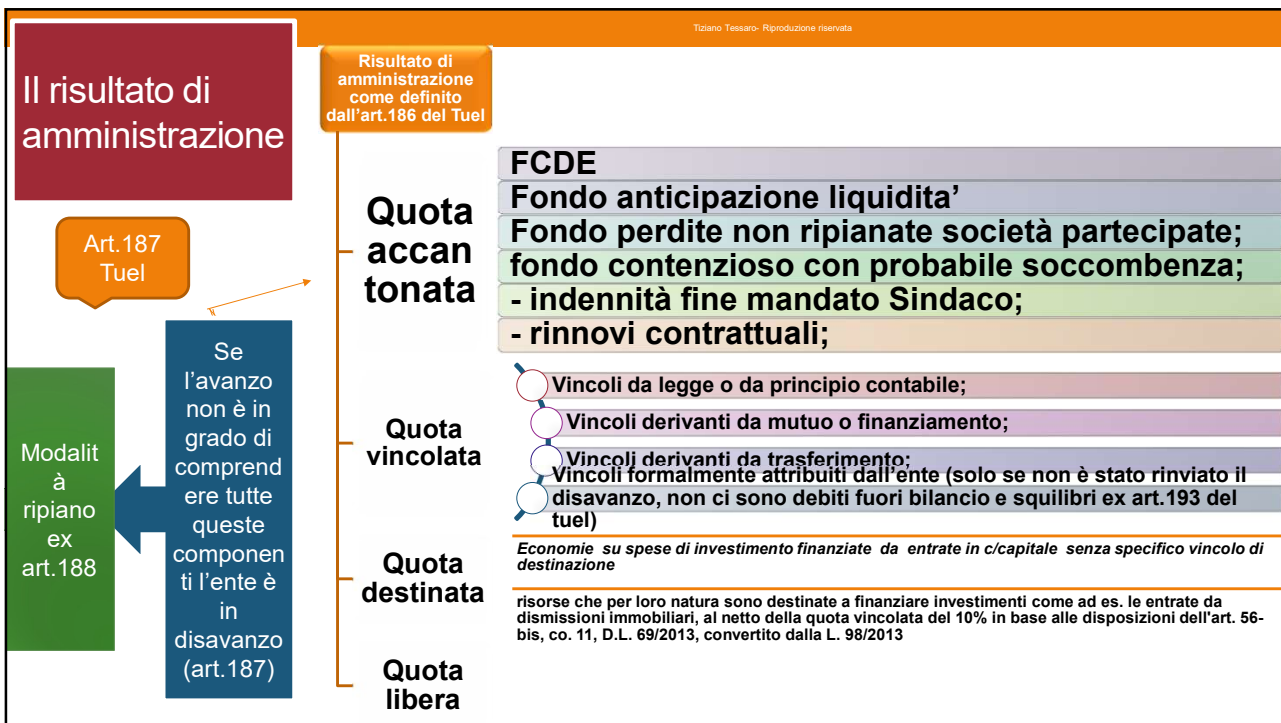 Tiziano Tessaro- Riproduzione riservata
Il risultato di
amministrazione
Risultato di
amministrazione
come definito
dall'art.186 del Tuel
Art.187
Tuel
Se
l'avanzo
non è in
grado di
comprend
ere tutte
queste
componen
ti l'ente è
in
disavanzo
(art.187)
Modalit
à
ripiano
ex
art.188
Quota
accan
tonata
FCDE
Fondo anticipazione liquidita'
Fondo perdite non ripianate società partecipate;
fondo contenzioso con probabile soccombenza;
- indennità fine mandato Sindaco;
- rinnovi contrattuali;
Quota
vincolata
Vincoli da legge o da principio contabile;
Vincoli derivanti da mutuo o finanziamento;
Vincoli derivanti da trasferimento;
Vincoli formalmente attribuiti dall'ente (solo se non è stato rinviato il
disavanzo, non ci sono debiti fuori bilancio e squilibri ex art.193 del
tuel)
Quota
destinata
Economie su spese di investimento finanziate da entrate in c/capitale senza specifico vincolo di
destinazione
risorse che per loro natura sono destinate a finanziare investimenti come ad es. le entrate da
dismissioni immobiliari, al netto della quota vincolata del 10% in base alle disposizioni dell'art. 56-
bis, co. 11, D.L. 69/2013, convertito dalla L. 98/2013
Quota
libera